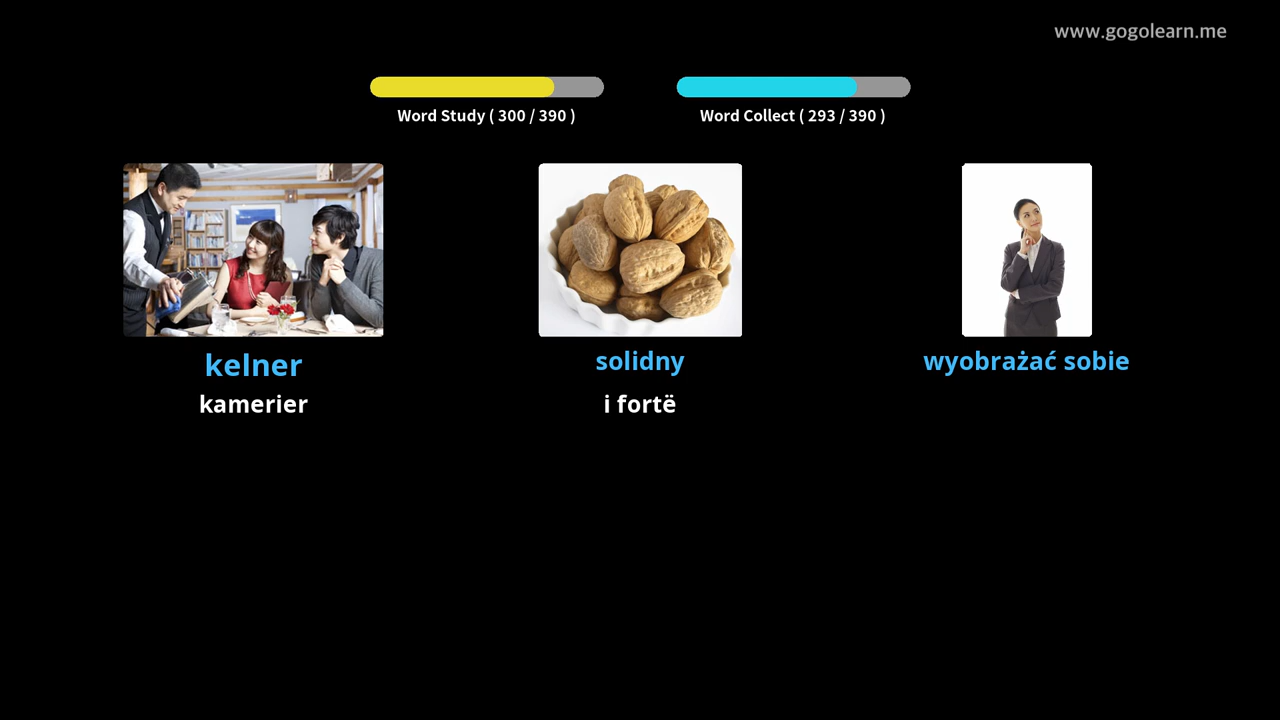 www.gogolearn.me
Word Study ( 300 / 390 )
Word Collect ( 293 / 390 )
kelner
solidny
wyobrażać sobie
kamerier
i fortë